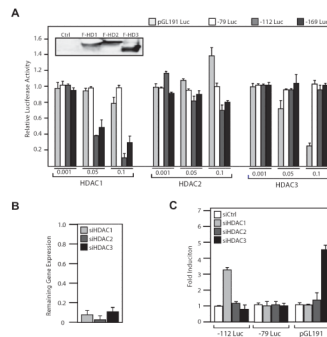 A
pGL191 Luc -79 Luc -112 Luc -169 Luc
Ctrl F-HD1 F-HD2 F-HD3
Relative Luciferase Activity
1.6
1.4
1.2
1.0
0.8
0.6
0.4
0.2
0.001 0.05 0.1 0.001 0.05 0.1 0.001 0.05 0.1
HDAC1 HDAC2 HDAC3
B
siHDAC1
siHDAC2
siHDAC3
Remaining Gene Expression
1.0
0.8
0.6
0.4
0.2
0
C
siCtrl
siHDAC1
siHDAC2
siHDAC3
Fold Induciton
7
6
5
4
3
2
1
0
-112 Luc -79 Luc pGL191